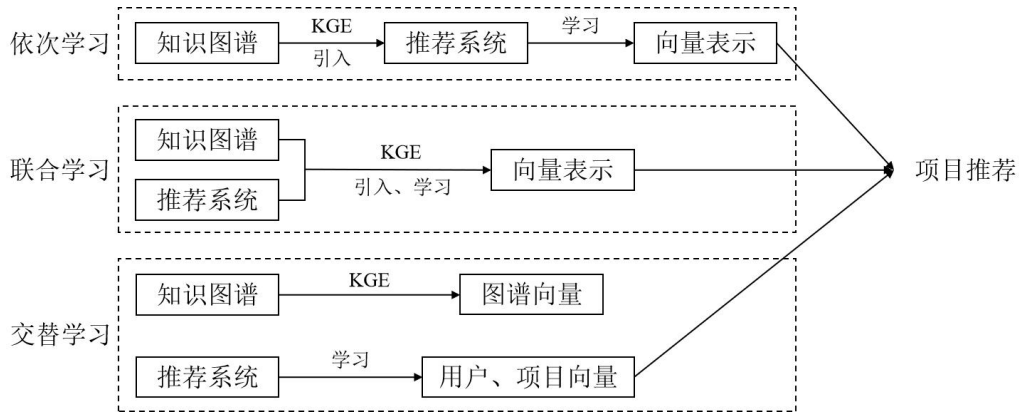 依次学习
知识图谱
KGE
引入
推荐系统
学习
向量表示
联合学习
知识图谱
推荐系统
KGE
引入、学习
向量表示
项目推荐
交替学习
知识图谱
KGE
图谱向量
推荐系统
学习
用户、项目向量